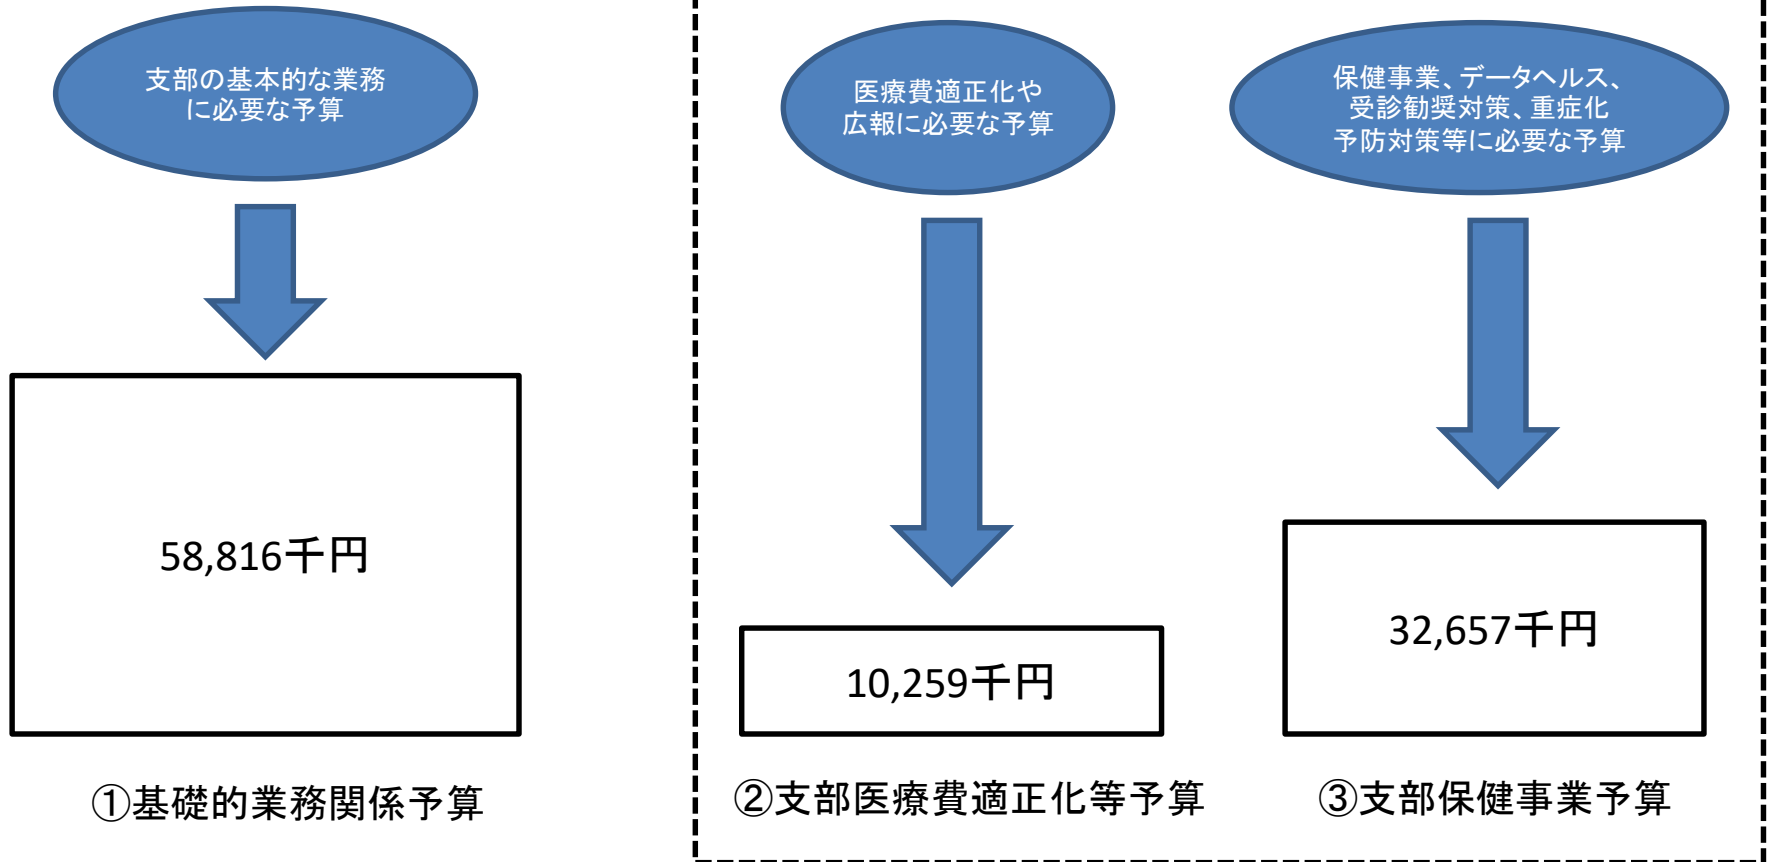 支部の基本的な業務
に必要な予算
医療費適正化や
広報に必要な予算
保健事業、データヘルス、
受診勧奨対策、重症化
予防対策等に必要な予算
58,816千円
10,259千円
32,657千円
①基礎的業務関係予算
②支部医療費適正化等予算
③支部保健事業予算